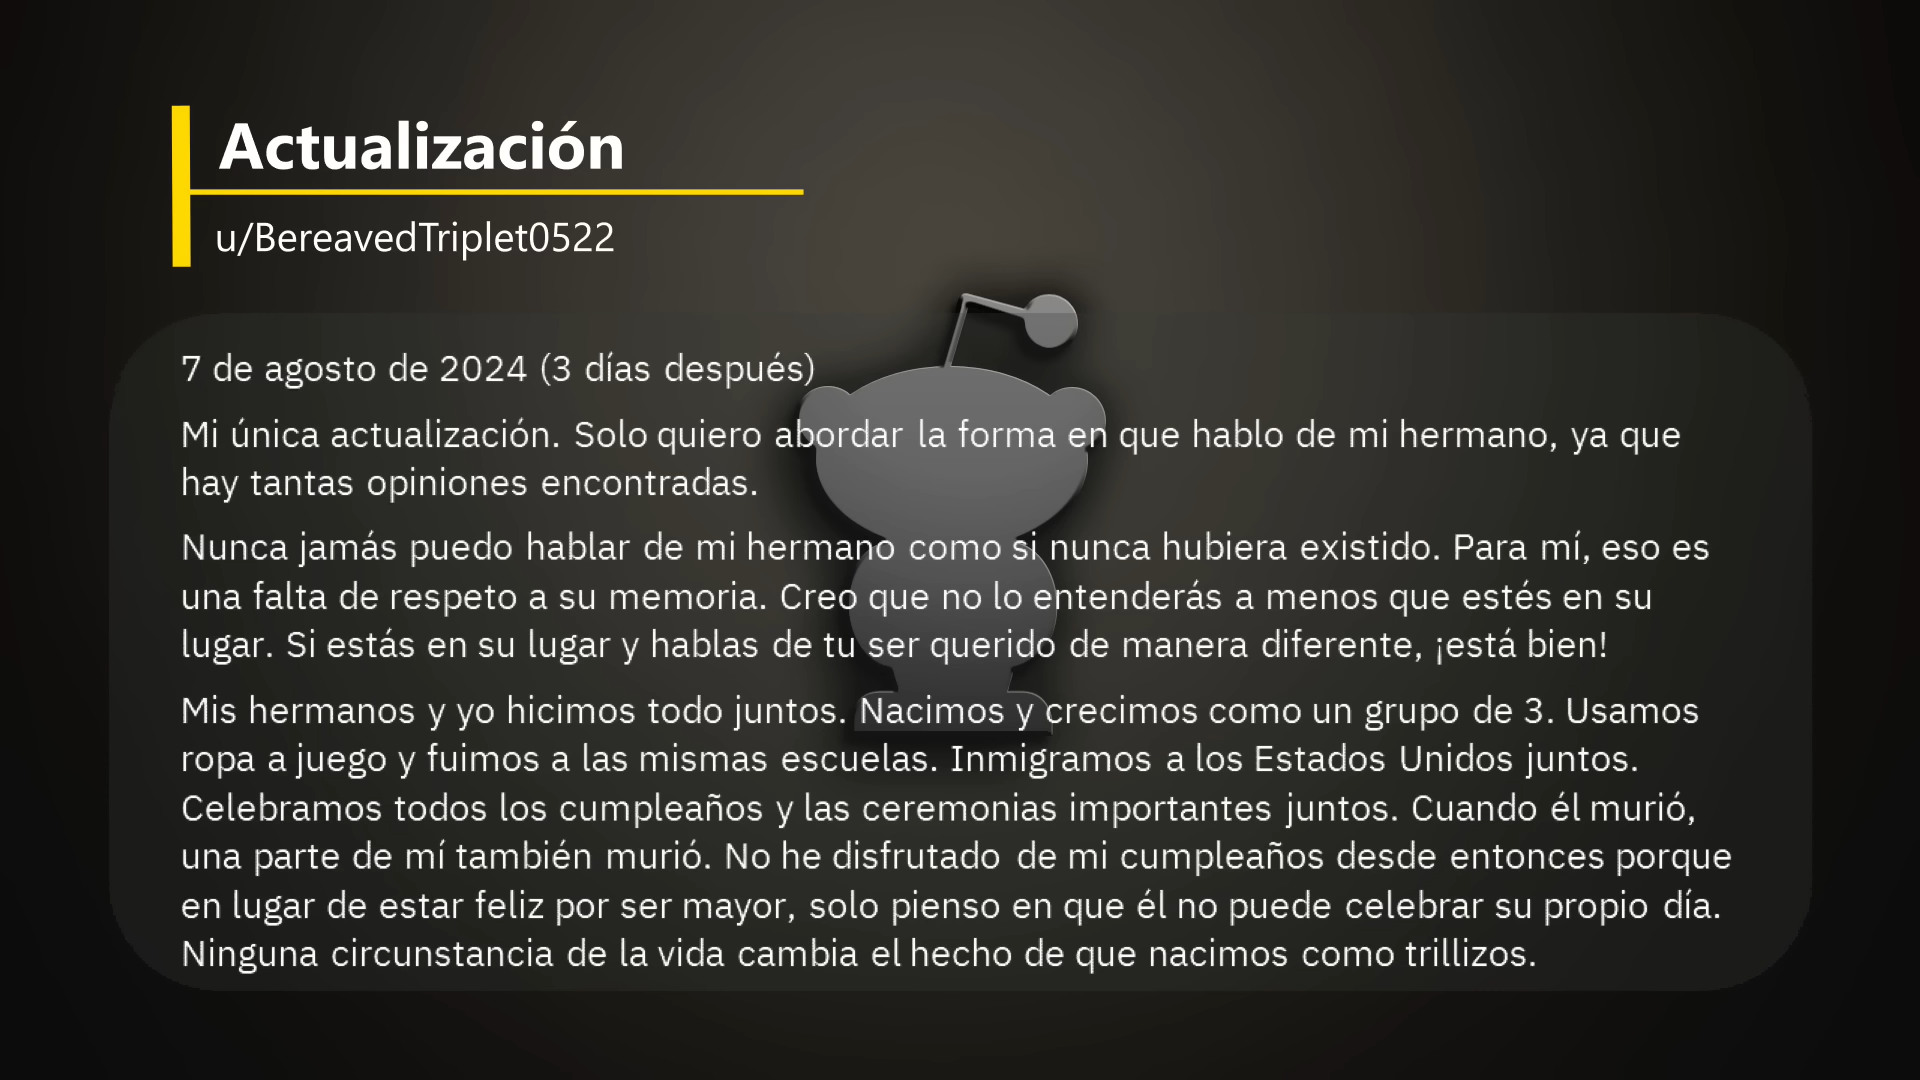 Actualización
u/BereavedTriplet0522
7 de agosto de 2024 (3 días después)
Mi única actualización. Solo quiero abordar la forma en que hablo de mi hermano, ya que
hay tantas opiniones encontradas.
Nunca jamás puedo hablar de mi hermano como si nunca hubiera existido. Para mí, eso es
una falta de respeto a su memoria. Creo que no lo entenderás a menos que estés en su
lugar. Si estás en su lugar y hablas de tu ser querido de manera diferente, ¡está bien!
Mis hermanos y yo hicimos todo juntos. Nacimos y crecimos como un grupo de 3. Usamos
ropa a juego y fuimos a las mismas escuelas. Inmigramos a los Estados Unidos juntos.
Celebramos todos los cumpleaños y las ceremonias importantes juntos. Cuando él murió,
una parte de mí también murió. No he disfrutado de mi cumpleaños desde entonces porque
en lugar de estar feliz por ser mayor, solo pienso en que él no puede celebrar su propio día.
Ninguna circunstancia de la vida cambia el hecho de que nacimos como trillizos.